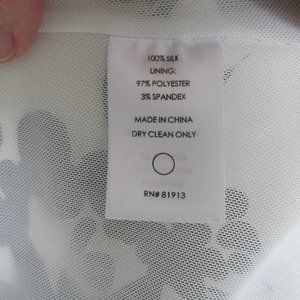 100% SILK
LINING:
97% POLYESTER
3% SPANDEX
MADE IN CHINA
DRY CLEAN ONLY
RN# 81913